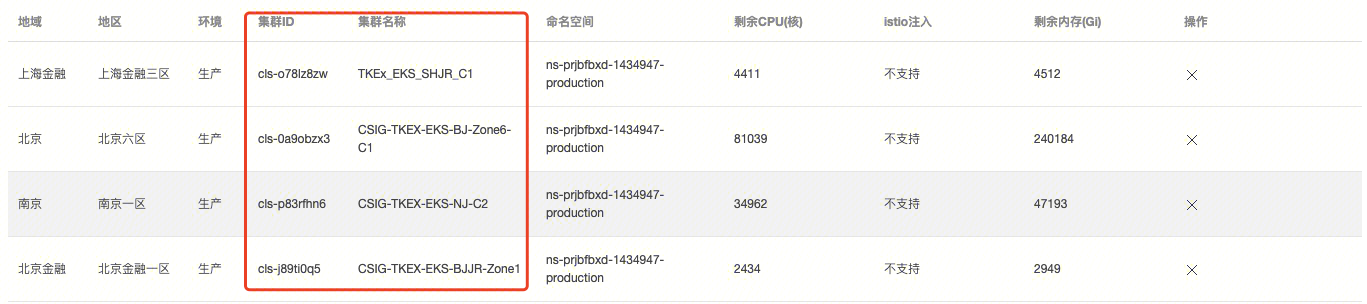 地域 地区 环境 集群ID 集群名称 命名空间 剩余CPU(核) istio注入 剩余内存(Gi) 操作
上海金融 上海金融三区 生产 cls-o78lz8zw TKEx_EKS_SHJR_C1 ns-prjbfbxd-1434947-
production 4411 不支持 4512
北京 北京六区 生产 cls-0a9obzx3 CSIG-TKEX-EKS-BJ-Zone6-
C1 ns-prjbfbxd-1434947-
production 81039 不支持 240184
南京 南京一区 生产 cls-p83rfhn6 CSIG-TKEX-EKS-NJ-C2 ns-prjbfbxd-1434947-
production 34962 不支持 47193
北京金融 北京金融一区 生产 cls-j89ti0q5 CSIG-TKEX-EKS-BJJR-Zone1 ns-prjbfbxd-1434947-
production 2434 不支持 2949